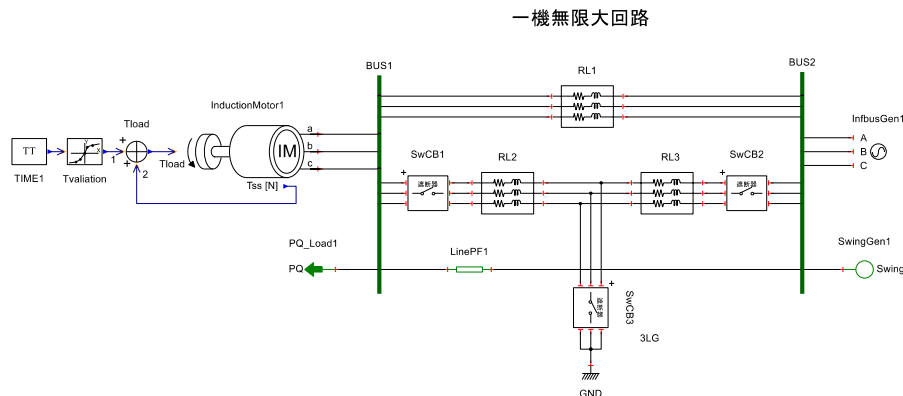 一機無限大回路
BUS1
BUS2
RL1
InductionMotor1
InfbusGen1
Tload
a
b
c
IM
A
B
C
TT
Y
X
1
+
+
2
Tload
TIME1
Tvaliation
Tss [N]
SwCB1
RL2
RL3
SwCB2
+
遮断器
+
遮断器
PQ_Load1
LinePF1
SwingGen1
PQ
Swing
+
遮断器
SwCB3
3LG
GND